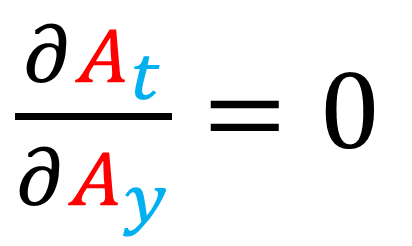 ∂A_t/∂A_y = 0